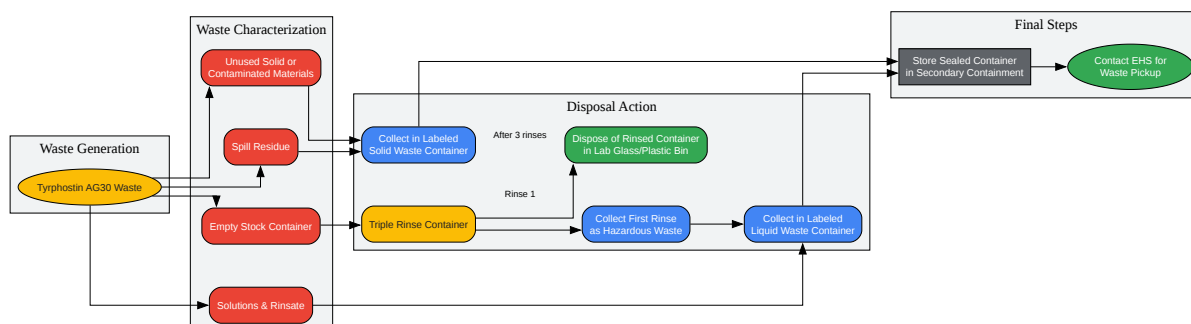 Waste Generation
Tyrphostin AG30 Waste
Waste Characterization
Unused Solid or
Contaminated Materials
Spill Residue
Empty Stock Container
Solutions & Rinsate
Disposal Action
Collect in Labeled
Solid Waste Container
After 3 rinses
Dispose of Rinsed Container
in Lab Glass/Plastic Bin
Rinse 1
Triple Rinse Container
Collect First Rinse
as Hazardous Waste
Collect in Labeled
Liquid Waste Container
Final Steps
Store Sealed Container
in Secondary Containment
Contact EHS for
Waste Pickup